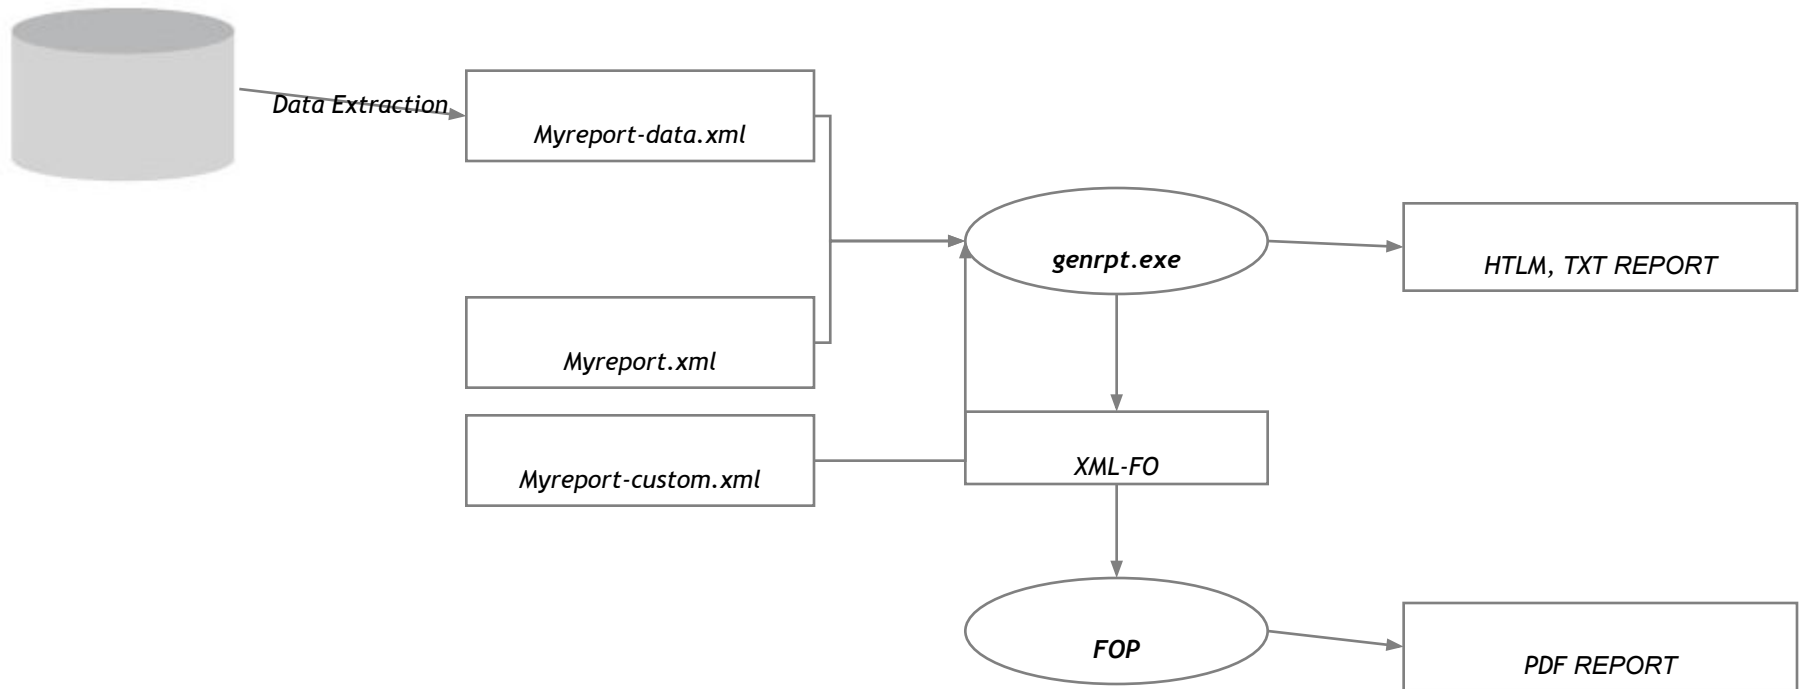 Data Extraction
Myreport-data.xml
genrpt.exe
HTLM, TXT REPORT
Myreport.xml
XML-FO
Myreport-custom.xml
FOP
PDF REPORT